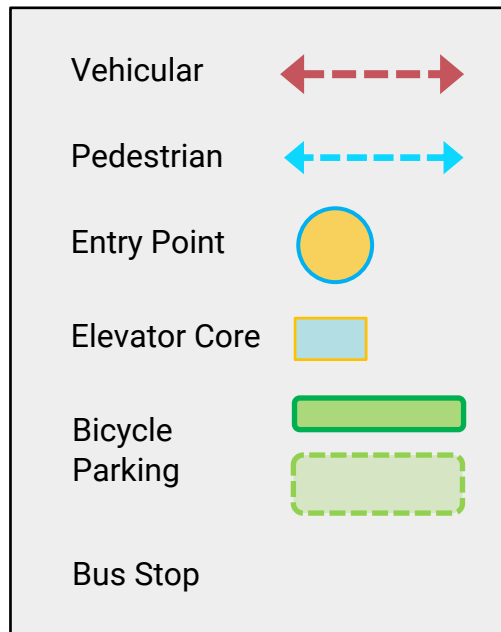 Vehicular
Pedestrian
Entry Point
Elevator Core
Bicycle
Parking
Bus Stop